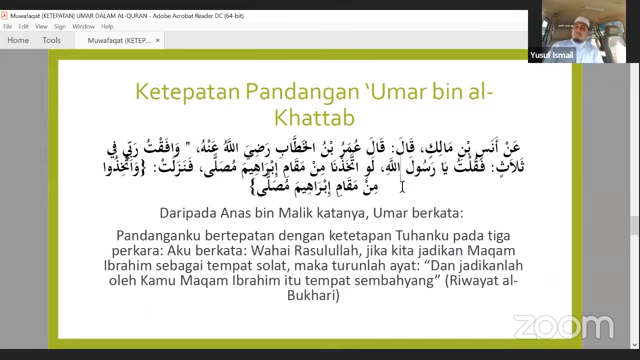 Muwafaqat (KETEPATAN) UMAR DALAM AL-QURAN - Adobe Acrobat Reader DC (64-bit)
File Edit View Sign Window Help
Home Tools Muwafaqat (KETEP... ×
Yusuf Ismail
Ketepatan Pandangan ‘Umar bin al-
Khattab
عَنْ أَنَسِ بْنِ مَالِكٍ، قَالَ: قَالَ عُمَرُ بْنُ الخَطَّابِ رَضِيَ اللَّهُ عَنْهُ، " وَافَقْتُ رَبِّي فِي
ثَلاَثٍ: فَقُلْتُ يَا رَسُولَ اللَّهِ، لَوِ اتَّخَذْنَا مِنْ مَقَامِ إِبْرَاهِيمَ مُصَلًّى، فَنَزَلَتْ: {وَاتَّخِذُوا
مِنْ مَقَامِ إِبْرَاهِيمَ مُصَلًّى}
Daripada Anas bin Malik katanya, Umar berkata:
Pandanganku bertepatan dengan ketetapan Tuhanku pada tiga
perkara: Aku berkata: Wahai Rasulullah, jika kita jadikan Maqam
Ibrahim sebagai tempat solat, maka turunlah ayat: “Dan jadikanlah
oleh Kamu Maqam Ibrahim itu tempat sembahyang” (Riwayat al-
Bukhari)
zoom